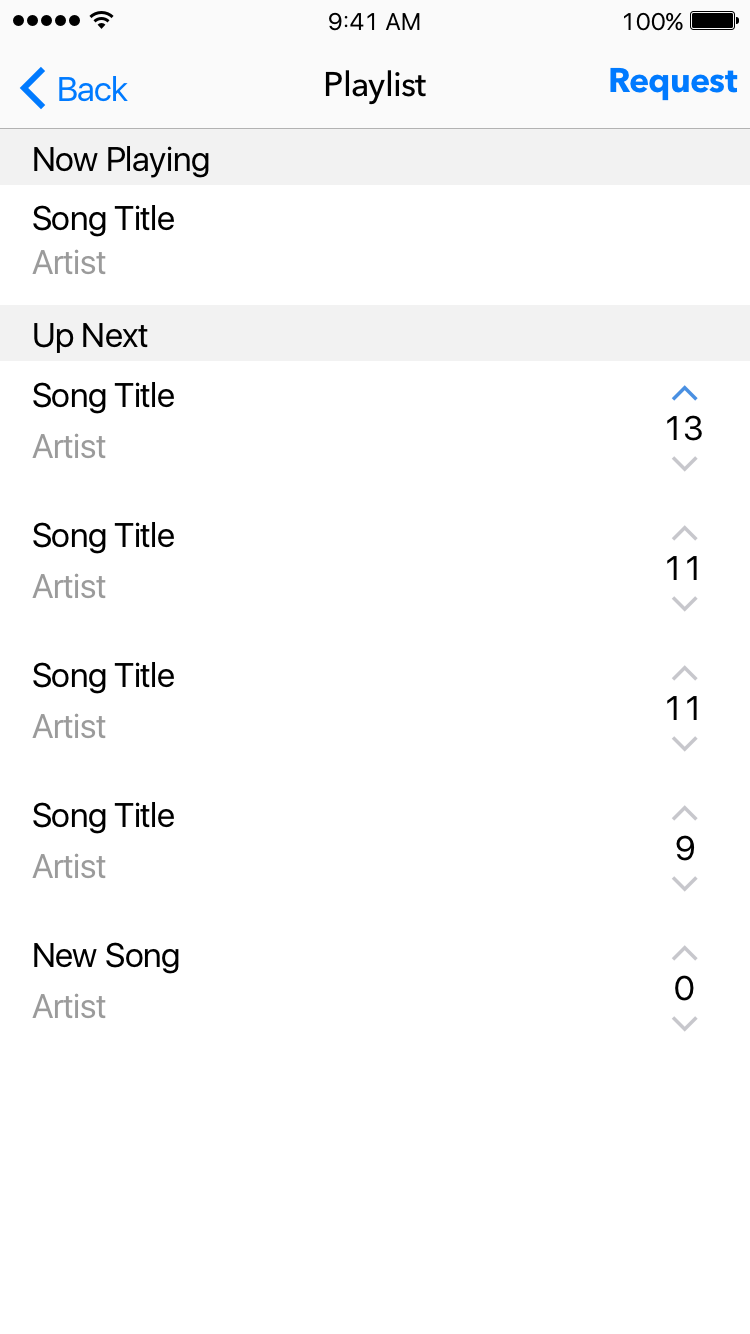 9:41 AM 100%
Back Playlist Request
Now Playing
Song Title
Artist
Up Next
Song Title
Artist
13
Song Title
Artist
11
Song Title
Artist
11
Song Title
Artist
9
New Song
Artist
0